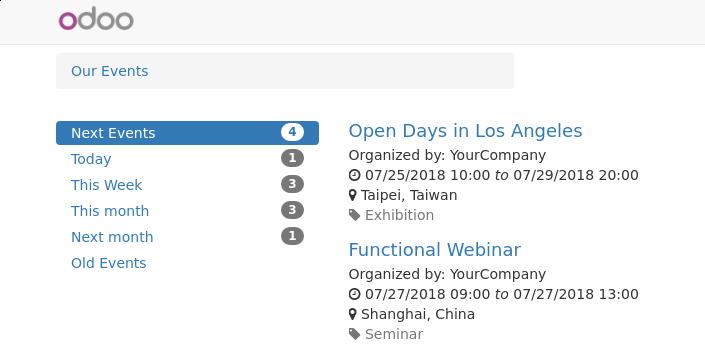 odoo
Our Events
Next Events 4
Today 1
This Week 3
This month 3
Next month 1
Old Events
Open Days in Los Angeles
Organized by: YourCompany
07/25/2018 10:00 to 07/29/2018 20:00
Taipei, Taiwan
Exhibition
Functional Webinar
Organized by: YourCompany
07/27/2018 09:00 to 07/27/2018 13:00
Shanghai, China
Seminar